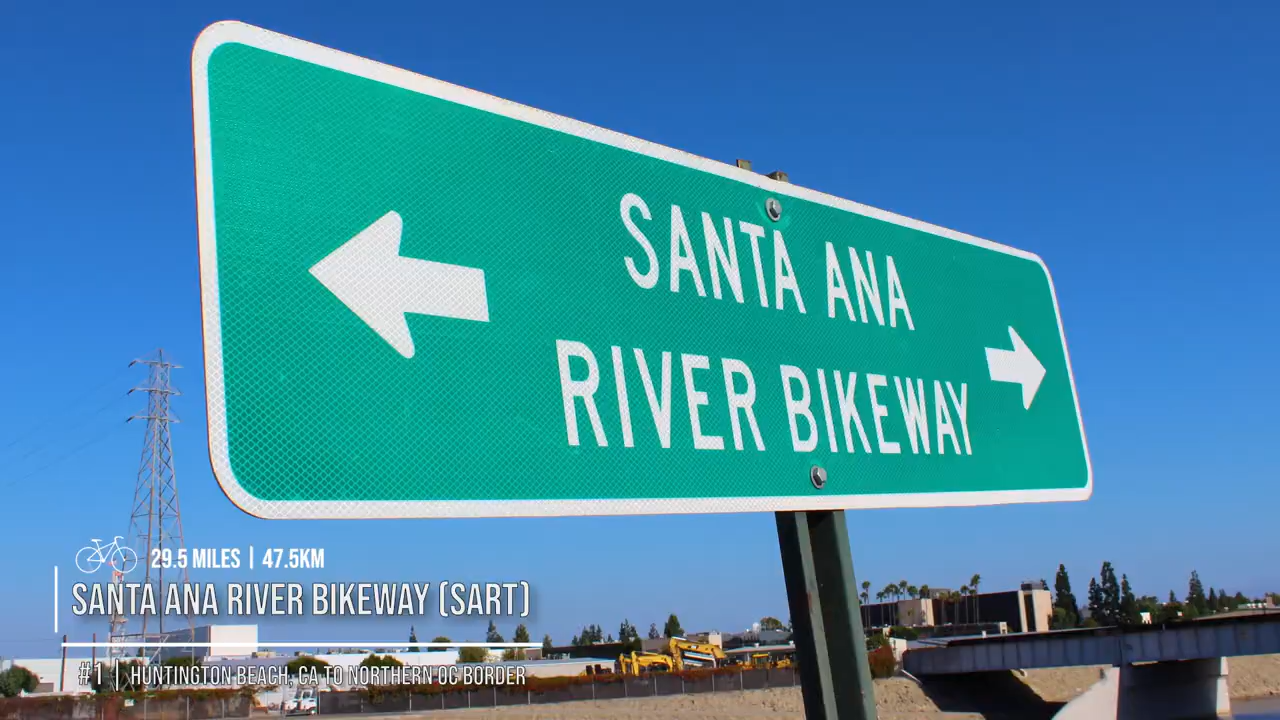 SANTA ANA
RIVER BIKEWAY
29.5 MILES | 47.5KM
SANTA ANA RIVER BIKEWAY (SART)
#1 | HUNTINGTON BEACH, CA TO NORTHERN OC BORDER